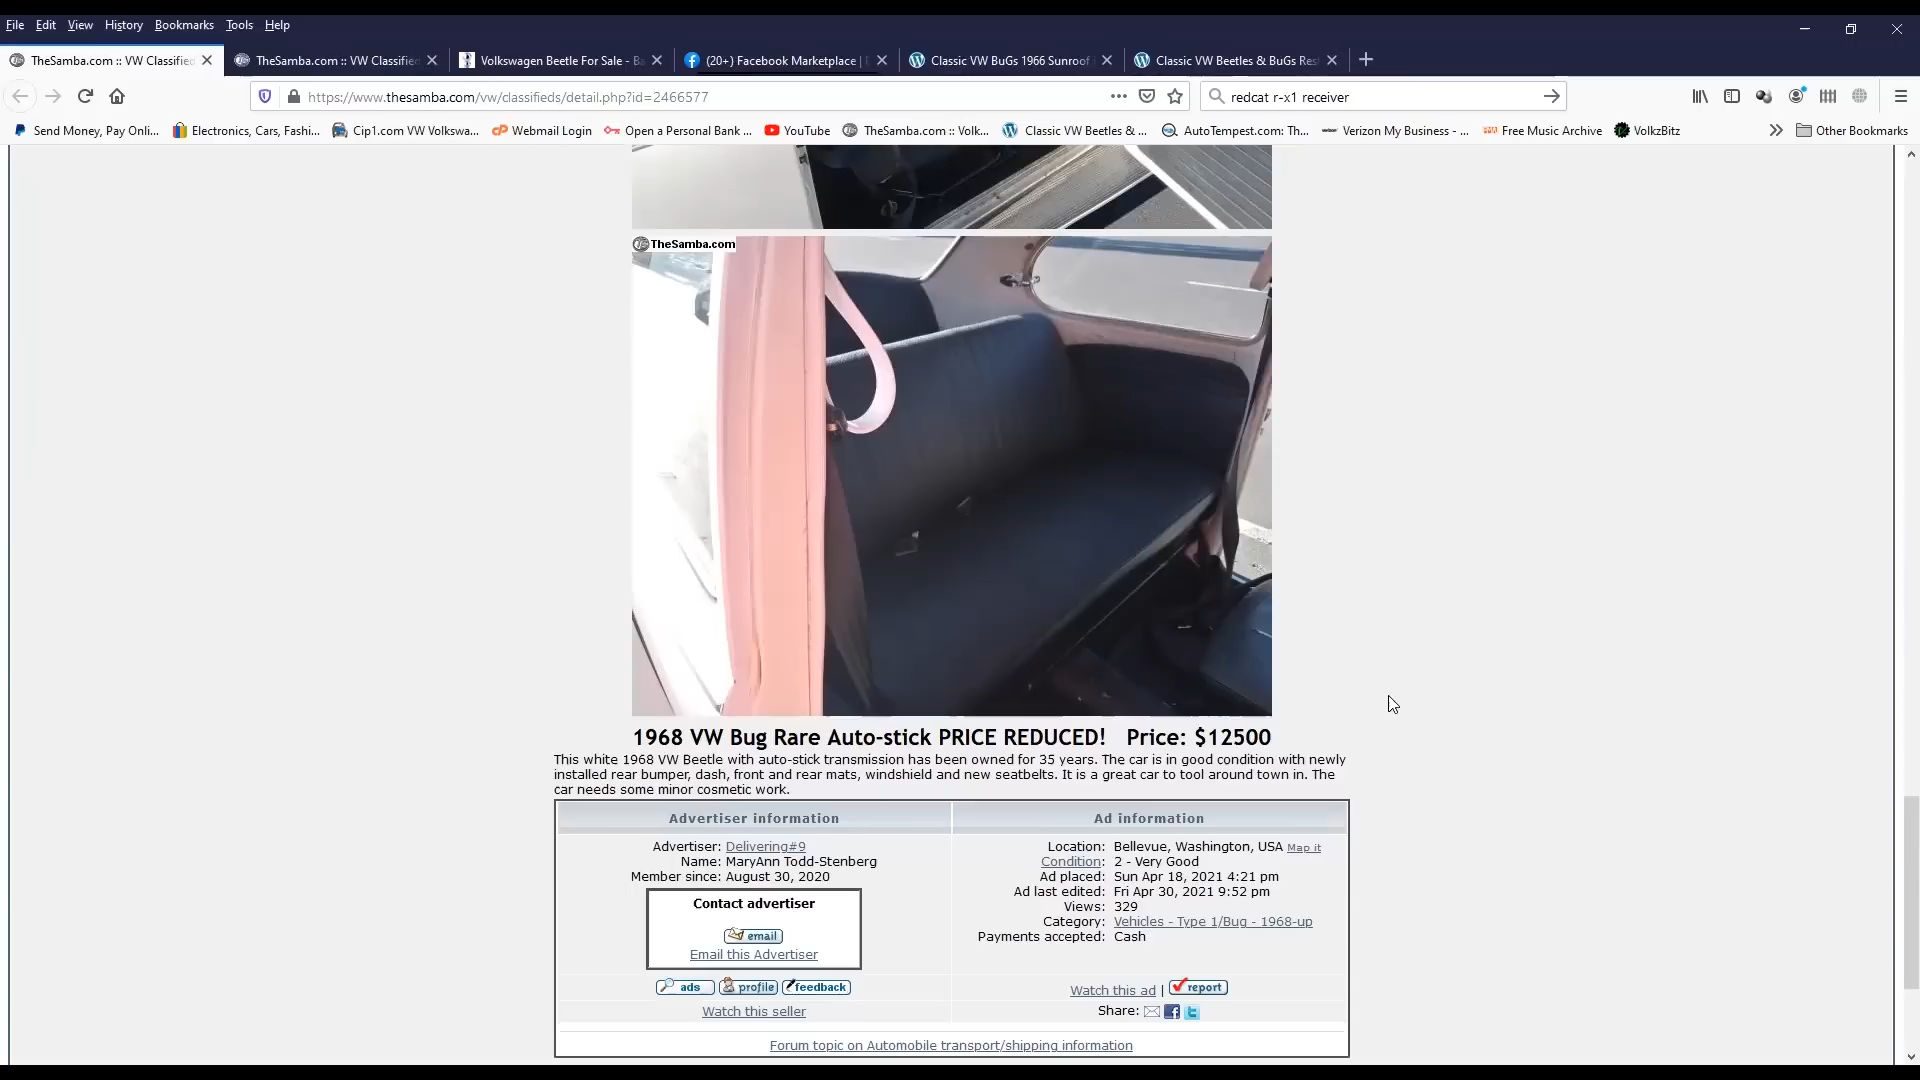 File Edit View History Bookmarks Tools Help
TheSamba.com :: VW Classified TheSamba.com :: VW Classified Volkswagen Beetle For Sale - Ba (20+) Facebook Marketplace | Classic VW BuGs 1966 Sunroof Classic VW Beetles & BuGs Res
https://www.thesamba.com/vw/classifieds/detail.php?id=2466577 redcat r-x1 receiver
Send Money, Pay Onli... Electronics, Cars, Fashi... Cip1.com VW Volkswa... Webmail Login Open a Personal Bank ... YouTube TheSamba.com :: Volk... Classic VW Beetles & ... AutoTempest.com: Th... Verizon My Business - ... Free Music Archive VolkzBitz Other Bookmarks
TheSamba.com
1968 VW Bug Rare Auto-stick PRICE REDUCED! Price: $12500
This white 1968 VW Beetle with auto-stick transmission has been owned for 35 years. The car is in good condition with newly
installed rear bumper, dash, front and rear mats, windshield and new seatbelts. It is a great car to tool around town in. The
car needs some minor cosmetic work.
Advertiser information
Advertiser: Delivering#9
Name: MaryAnn Todd-Stenberg
Member since: August 30, 2020
Contact advertiser
email
Email this Advertiser
ads profile feedback
Watch this seller
Ad information
Location: Bellevue, Washington, USA Map it
Condition: 2 - Very Good
Ad placed: Sun Apr 18, 2021 4:21 pm
Ad last edited: Fri Apr 30, 2021 9:52 pm
Views: 329
Category: Vehicles - Type 1/Bug - 1968-up
Payments accepted: Cash
Watch this ad | report
Share:
Forum topic on Automobile transport/shipping information